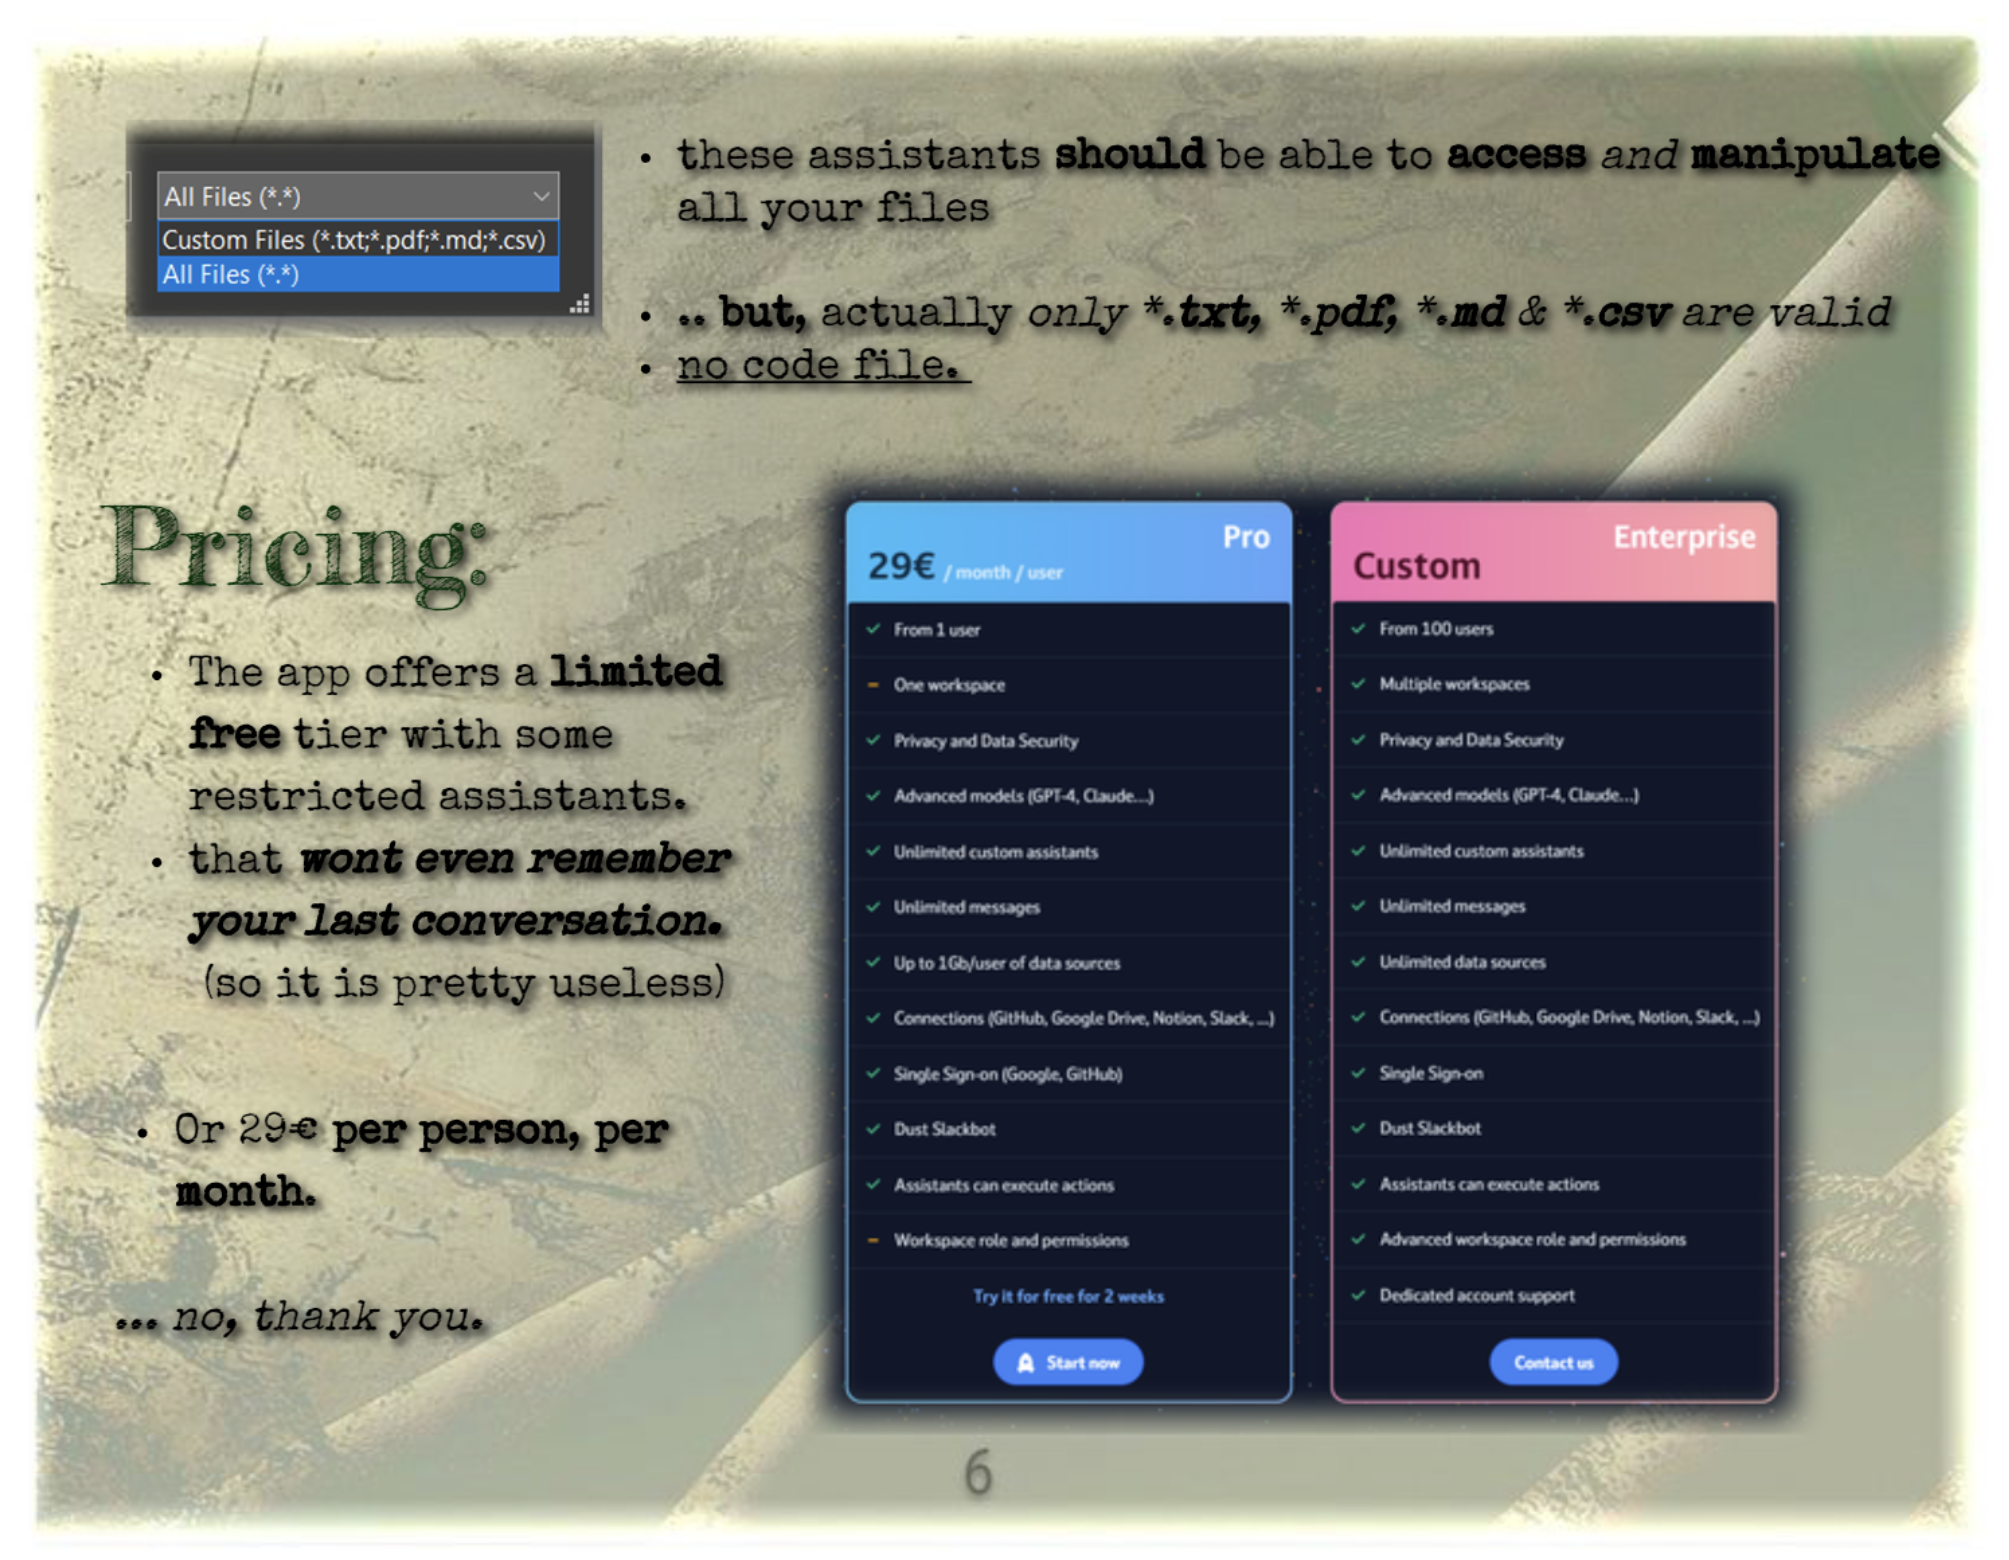 All Files (*.*)
Custom Files (*.txt;*.pdf;*.md;*.csv)
All Files (*.*)
• these assistants should be able to access and manipulate
all your files
• .. but, actually only *.txt, *.pdf, *.md & *.csv are valid
• no code file.
Pricing:
• The app offers a limited
free tier with some
restricted assistants.
• that wont even remember
your last conversation.
(so it is pretty useless)
• Or 29€ per person, per
month.
... no, thank you.
Pro
29€ / month / user
✓ From 1 user
– One workspace
✓ Privacy and Data Security
✓ Advanced models (GPT-4, Claude...)
✓ Unlimited custom assistants
✓ Unlimited messages
✓ Up to 1Gb/user of data sources
✓ Connections (GitHub, Google Drive, Notion, Slack, ...)
✓ Single Sign-on (Google, GitHub)
✓ Dust Slackbot
✓ Assistants can execute actions
– Workspace role and permissions
Try it for free for 2 weeks
Start now
Enterprise
Custom
✓ From 100 users
✓ Multiple workspaces
✓ Privacy and Data Security
✓ Advanced models (GPT-4, Claude...)
✓ Unlimited custom assistants
✓ Unlimited messages
✓ Unlimited data sources
✓ Connections (GitHub, Google Drive, Notion, Slack, ...)
✓ Single Sign-on
✓ Dust Slackbot
✓ Assistants can execute actions
✓ Advanced workspace role and permissions
✓ Dedicated account support
Contact us
6